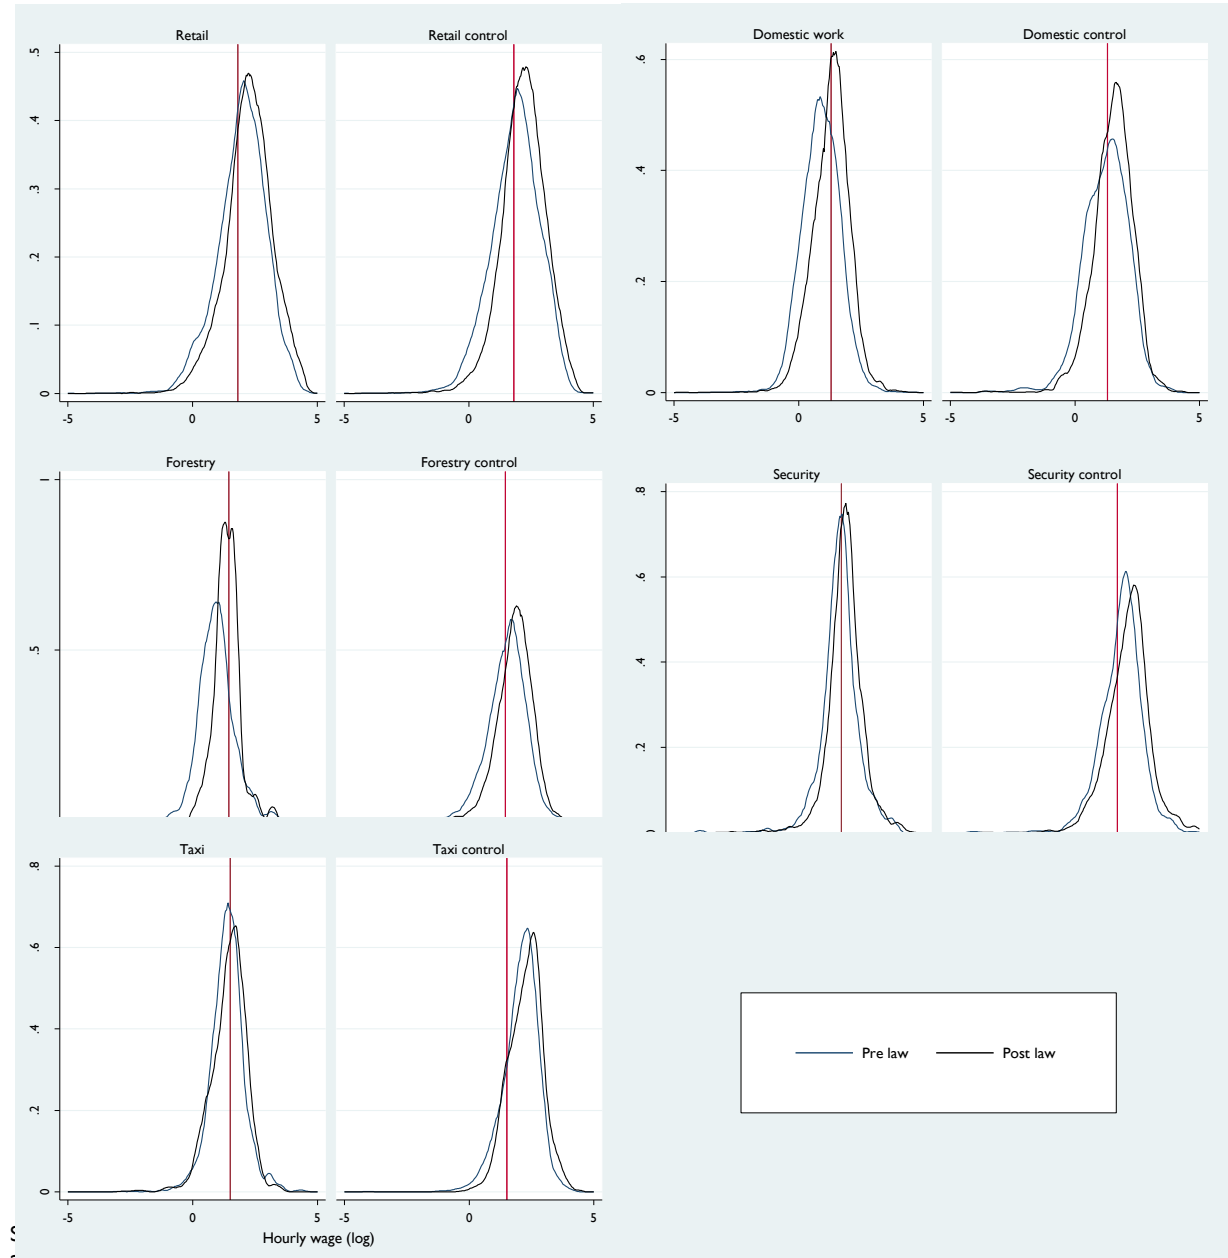 Retail
Retail control
.5
.4
.3
.2
.1
0
-5 0 5
-5 0 5
Domestic work
Domestic control
.6
.4
.2
0
-5 0 5
-5 0 5
Forestry
Forestry control
1
.5
Security
Security control
.8
.6
.4
.2
Taxi
Taxi control
.8
.6
.4
.2
0
-5 0 5
-5 0 5
Hourly wage (log)
Pre law
Post law